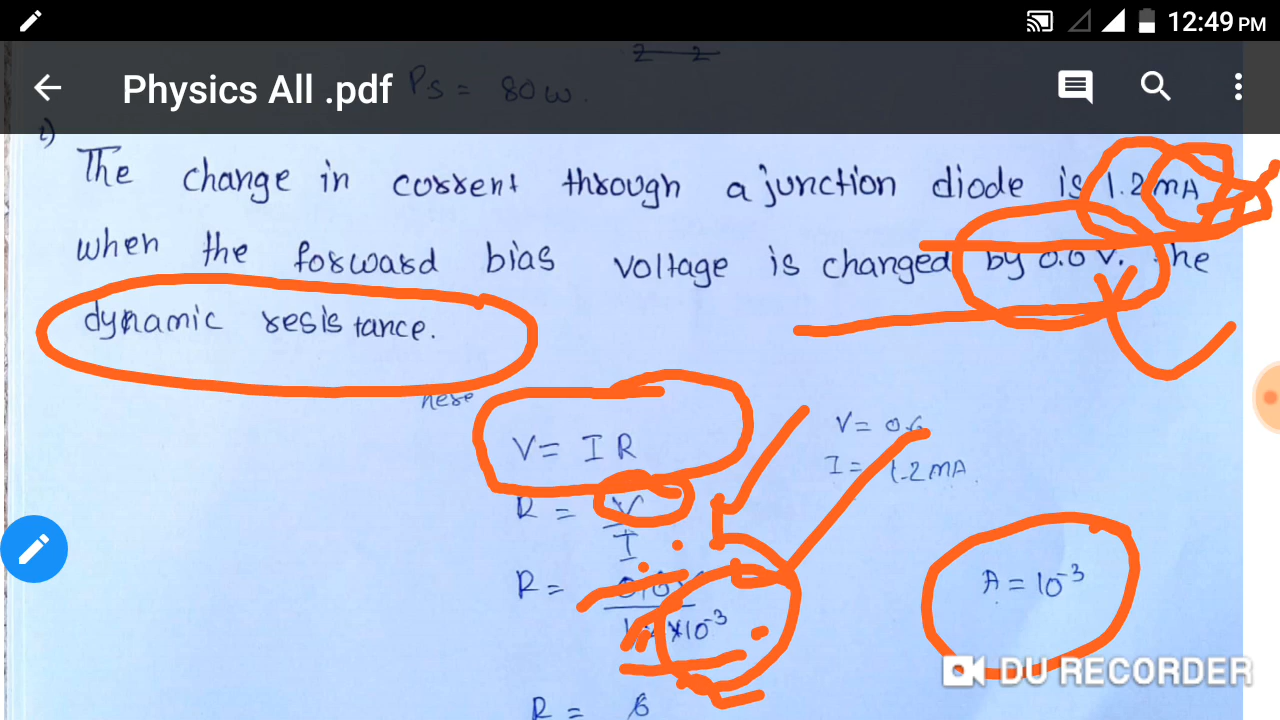 12:49 PM
Physics All .pdf
Ps = 80 w.
The change in current through a junction diode is 1.2 mA
when the forward bias voltage is changed by 0.6 V. The
dynamic resistance.
here
V = I R
V = 0.6
I = 1.2 mA.
R = V
I
A = 10⁻³
R =
×10⁻³
DU RECORDER
R = 6